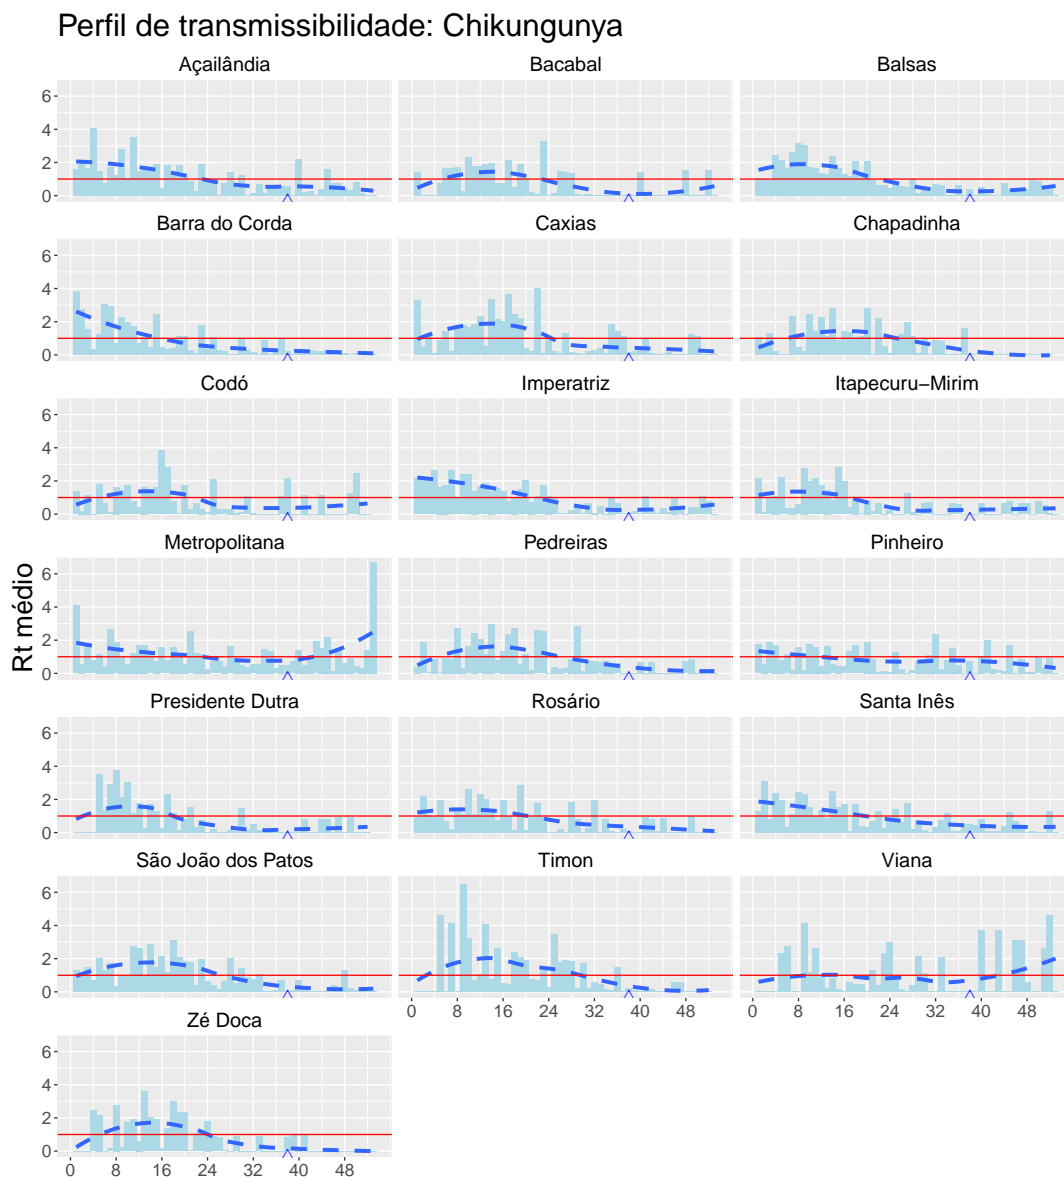 Perfil de transmissibilidade: Chikungunya
Açailândia Bacabal Balsas
6
4
2
0
Barra do Corda Caxias Chapadinha
6
4
2
0
Codó Imperatriz Itapecuru−Mirim
6
4
2
0
Metropolitana Pedreiras Pinheiro
6
4
2
0
Rt médio
Presidente Dutra Rosário Santa Inês
6
4
2
0
São João dos Patos Timon Viana
6
4
2
0
0 8 16 24 32 40 48 0 8 16 24 32 40 48
Zé Doca
6
4
2
0
0 8 16 24 32 40 48